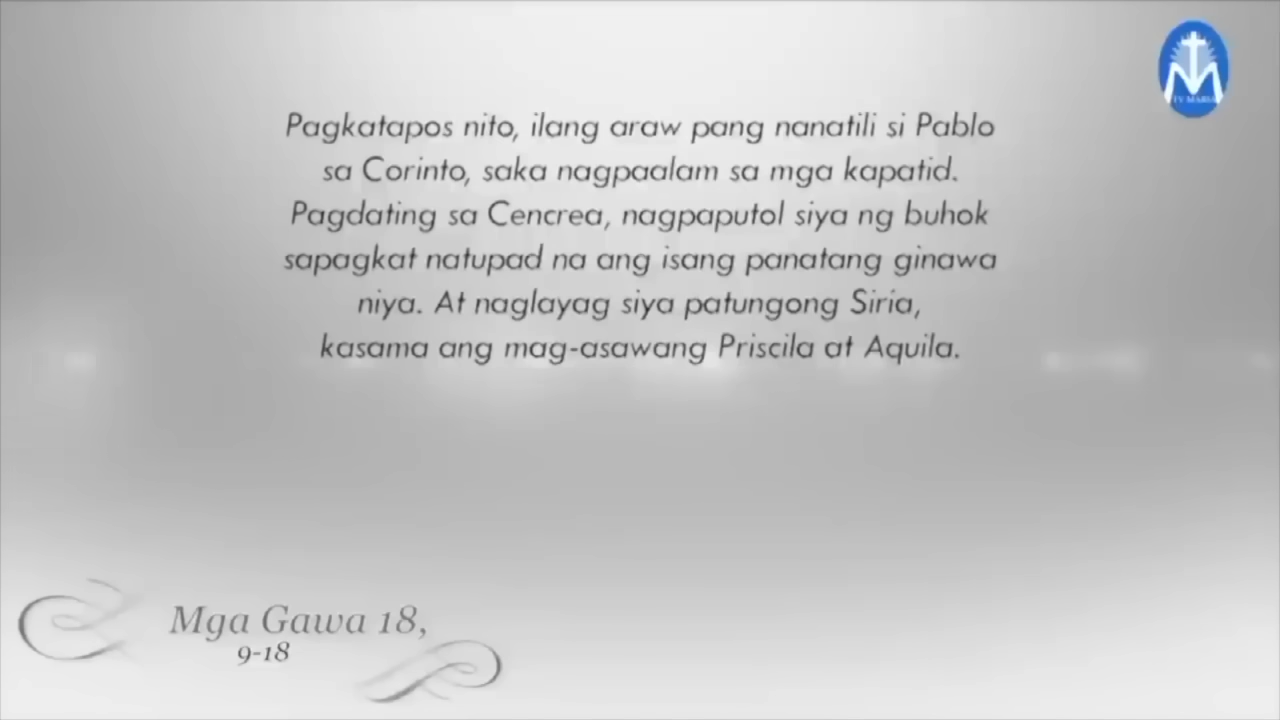 TV MARIA
Pagkatapos nito, ilang araw pang nanatili si Pablo
sa Corinto, saka nagpaalam sa mga kapatid.
Pagdating sa Cencrea, nagpaputol siya ng buhok
sapagkat natupad na ang isang panatang ginawa
niya. At naglayag siya patungong Siria,
kasama ang mag-asawang Priscila at Aquila.
Mga Gawa 18,
9-18